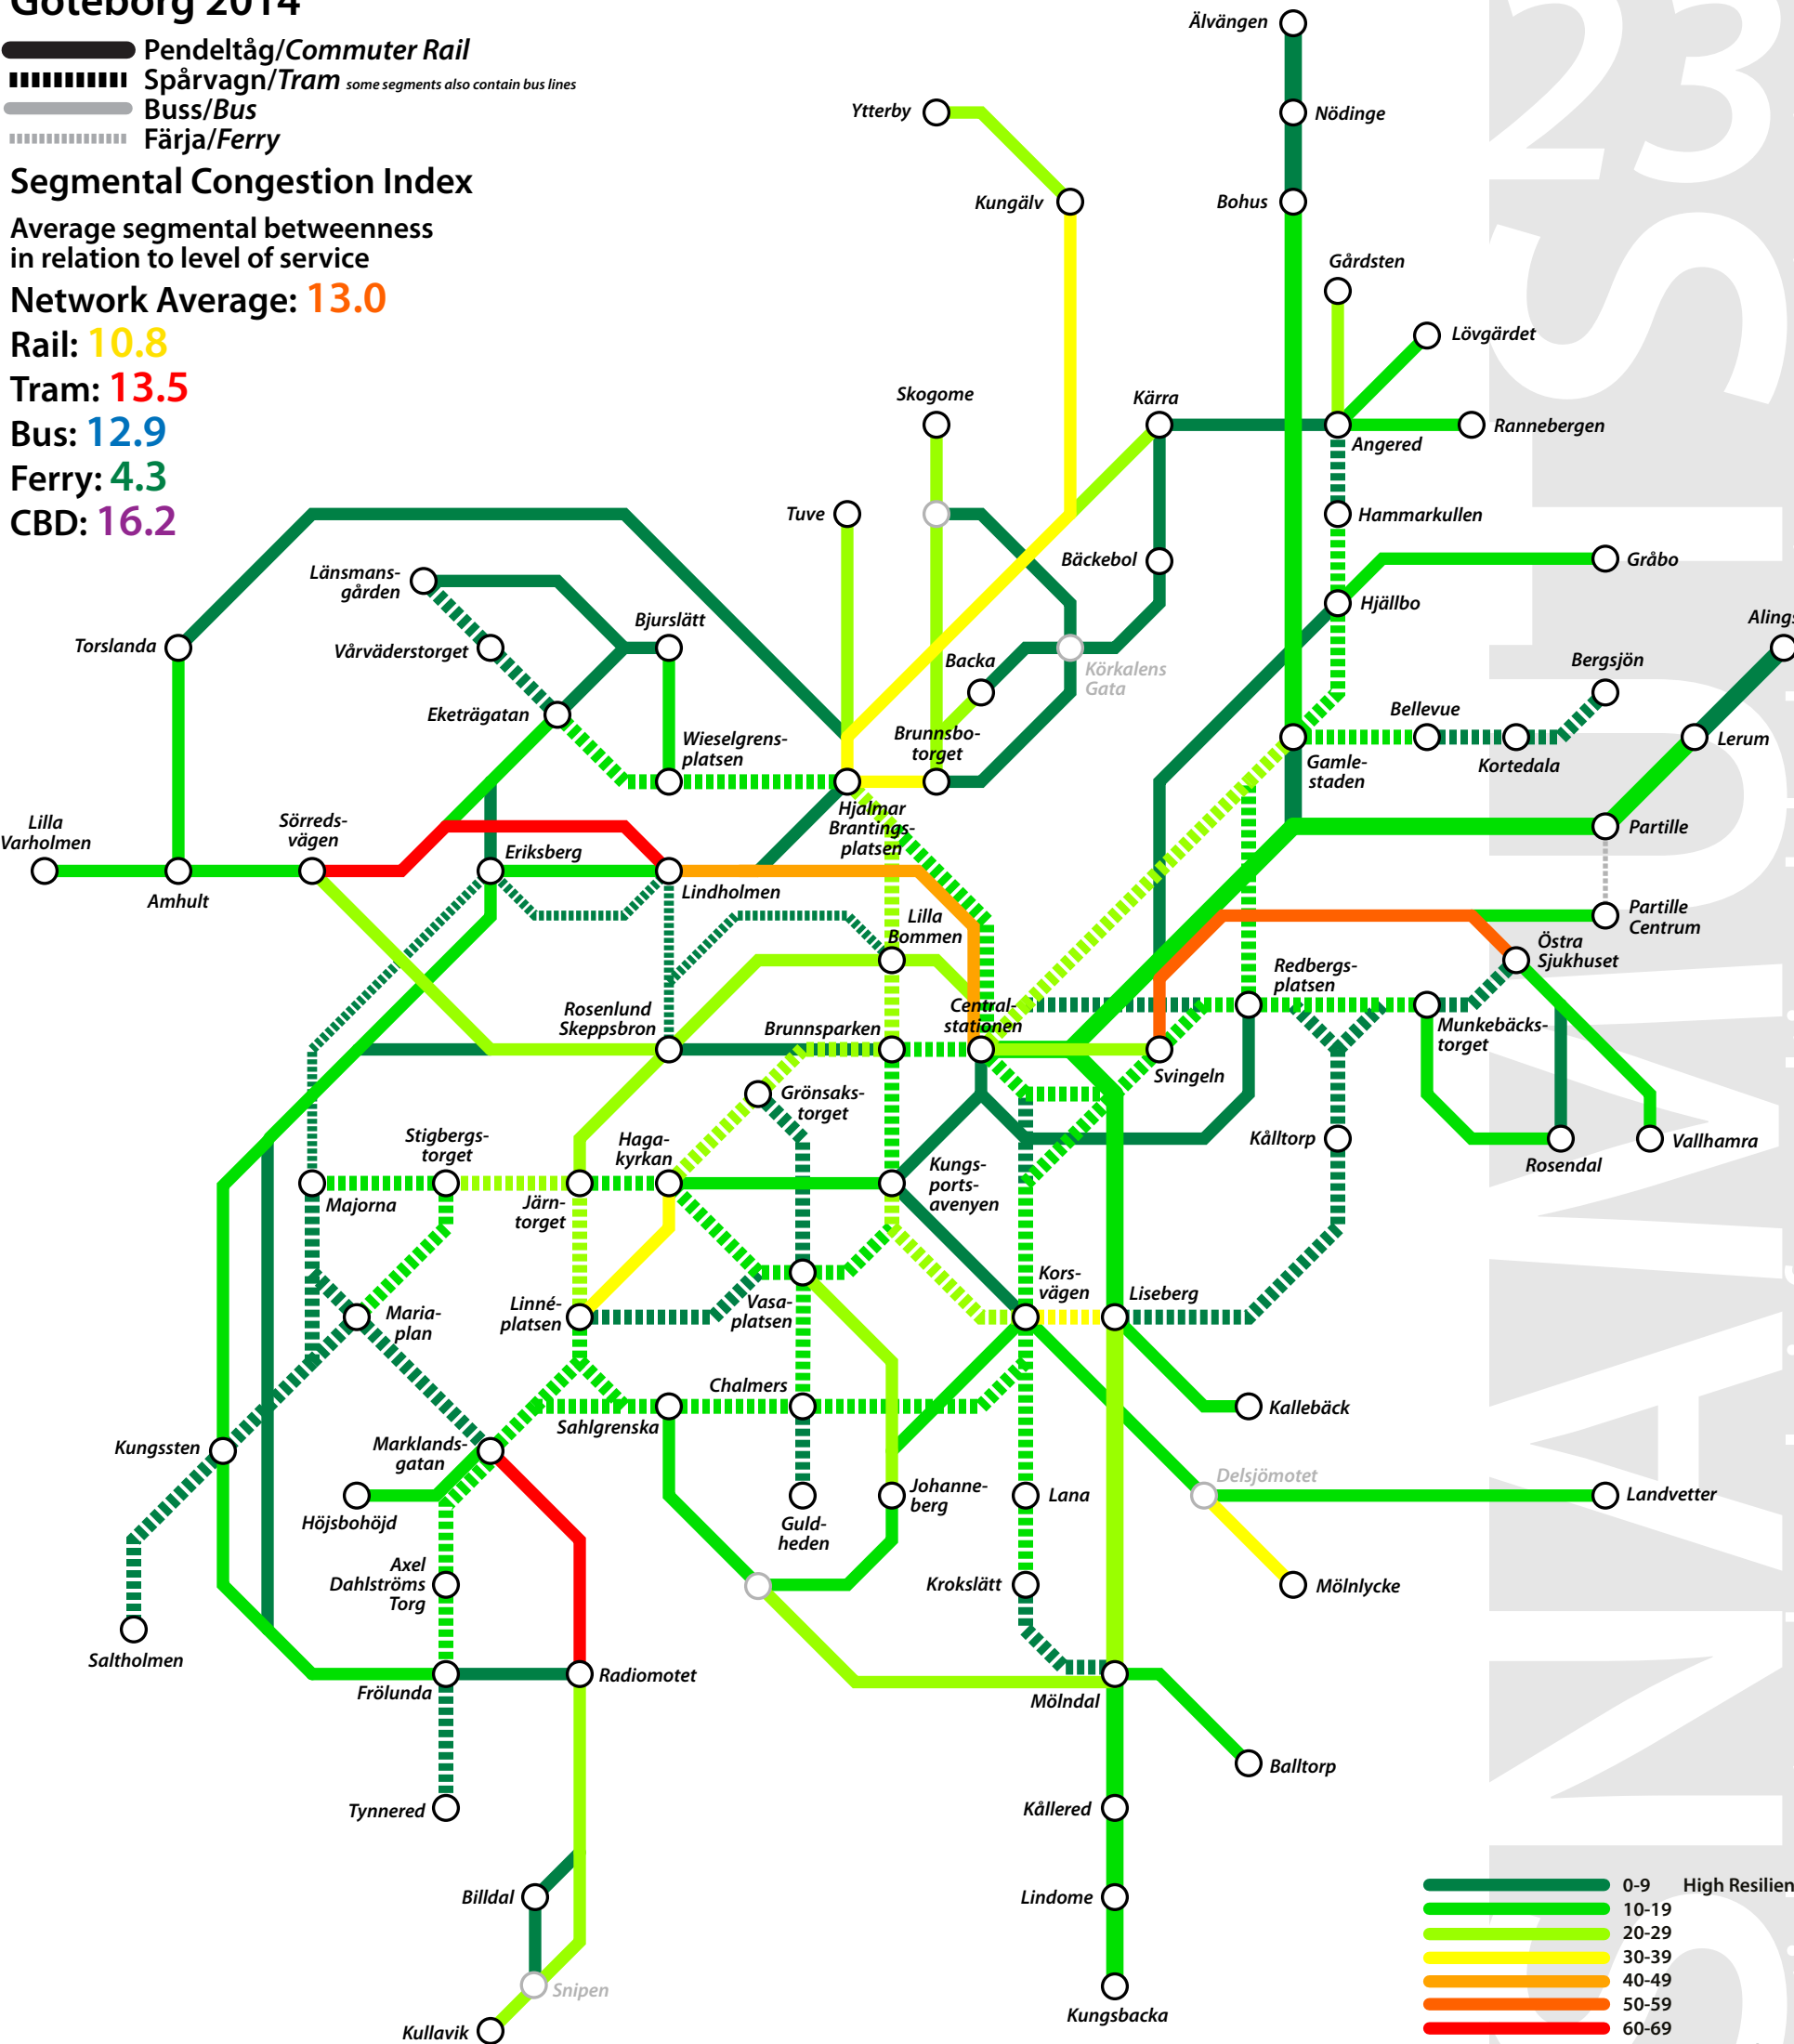 Göteborg 2014
Pendeltåg/Commuter Rail
Spårvagn/Tram some segments also contain bus lines
Buss/Bus
Färja/Ferry
Segmental Congestion Index
Average segmental betweenness
in relation to level of service
Network Average: 13.0
Rail: 10.8
Tram: 13.5
Bus: 12.9
Ferry: 4.3
CBD: 16.2
23
Älvängen
Ytterby
Nödinge
Kungälv
Bohus
Gårdsten
Lövgärdet
Skogome
Kärra
Rannebergen
Angered
Tuve
Hammarkullen
Bäckebol
Gråbo
Länsmans-
gården
Hjällbo
Torslanda
Vårväderstorget
Bjurslätt
Backa
Körkalens
Gata
Bergsjön
Eketrägatan
Wieselgrens-
platsen
Brunnsbo-
torget
Bellevue
Lerum
Gamle-
staden
Kortedala
Lilla
Varholmen
Sörreds-
vägen
Hjalmar
Brantings-
platsen
Partille
Eriksberg
Amhult
Lindholmen
Lilla
Bommen
Partille
Centrum
Östra
Sjukhuset
Redbergs-
platsen
Rosenlund
Skeppsbron
Brunnsparken
Central-
stationen
Munkebäcks-
torget
Svingeln
Grönsaks-
torget
Stigbergs-
torget
Haga-
kyrkan
Kålltorp
Rosendal
Vallhamra
Kungs-
ports-
avenyen
Majorna
Järn-
torget
Kors-
vägen
Liseberg
Maria-
plan
Linné-
platsen
Vasa-
platsen
Chalmers
Sahlgrenska
Kallebäck
Kungssten
Marklands-
gatan
Delsjömotet
Höjsbohöjd
Guld-
heden
Johanne-
berg
Lana
Landvetter
Axel
Dahlströms
Torg
Krokslätt
Mölnlycke
Saltholmen
Frölunda
Radiomotet
Mölndal
Balltorp
Tynnered
Kållered
Billdal
Lindome
Snipen
Kungsbacka
Kullavik
0-9
10-19
20-29
30-39
40-49
50-59
60-69